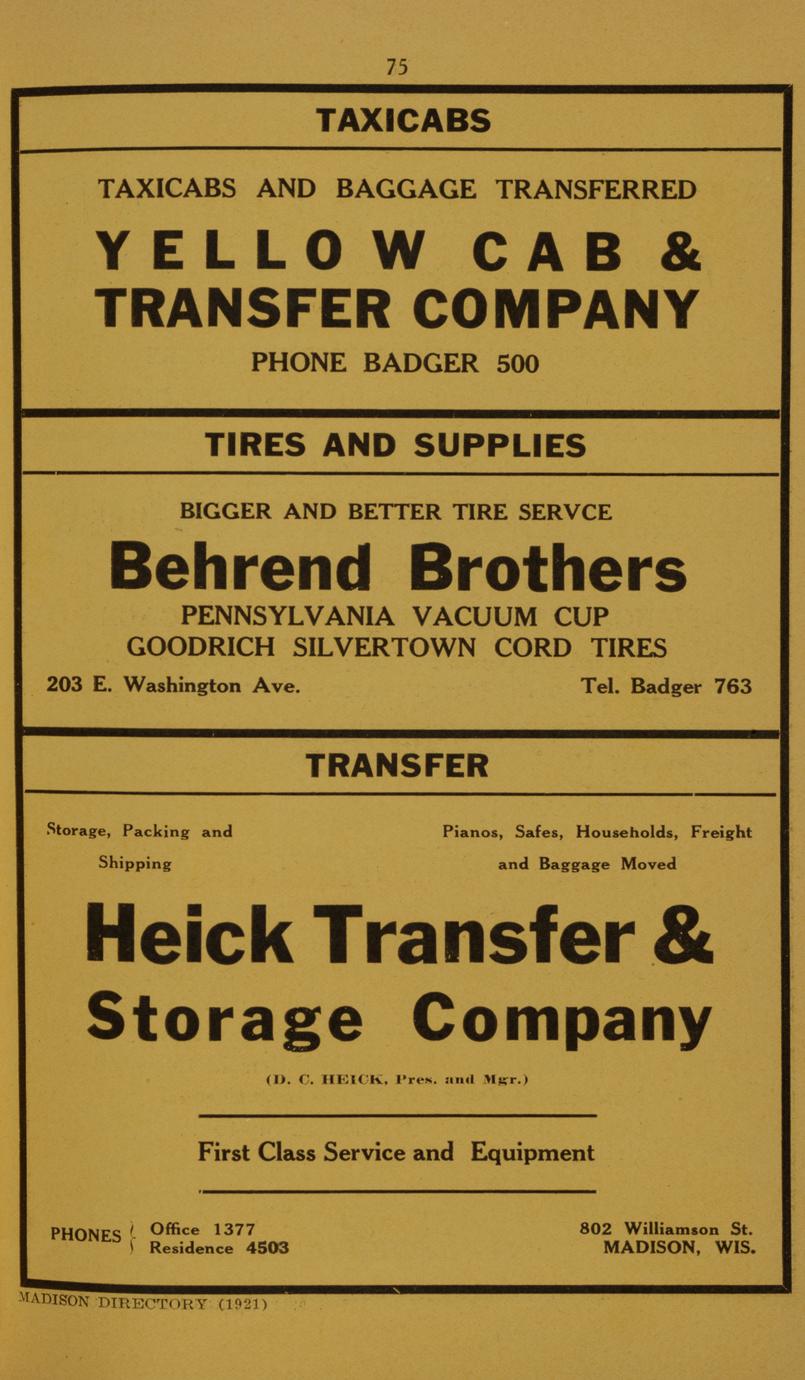 75
TAXICABS
TAXICABS AND BAGGAGE TRANSFERRED
YELLOW CAB &
TRANSFER COMPANY
PHONE BADGER 500
TIRES AND SUPPLIES
BIGGER AND BETTER TIRE SERVCE
Behrend Brothers
PENNSYLVANIA VACUUM CUP
GOODRICH SILVERTOWN CORD TIRES
203 E. Washington Ave.
Tel. Badger 763
TRANSFER
Storage, Packing and
Shipping
Pianos, Safes, Households, Freight
and Baggage Moved
Heick Transfer &
Storage Company
(D. C. HEICK, Pres. and Mgr.)
First Class Service and Equipment
PHONES { Office 1377
Residence 4503
802 Williamson St.
MADISON, WIS.
MADISON DIRECTORY (1921)